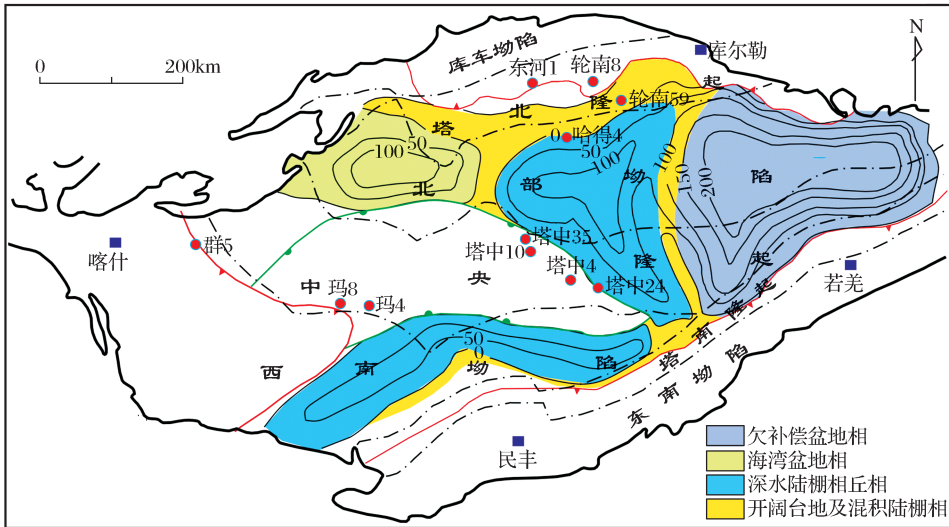 N
0 200km
库车坳陷
库尔勒
东河1
轮南8
轮南59
塔北隆起
哈得4
0
50
100
100
50
100
150
200
北部坳陷
群5
喀什
塔中35
塔中10
塔中4
塔中24
中央隆起
玛8
玛4
若羌
50
0
西南坳陷
塔南隆起
东南坳陷
民丰
欠补偿盆地相
海湾盆地相
深水陆棚相丘相
开阔台地及混积陆棚相